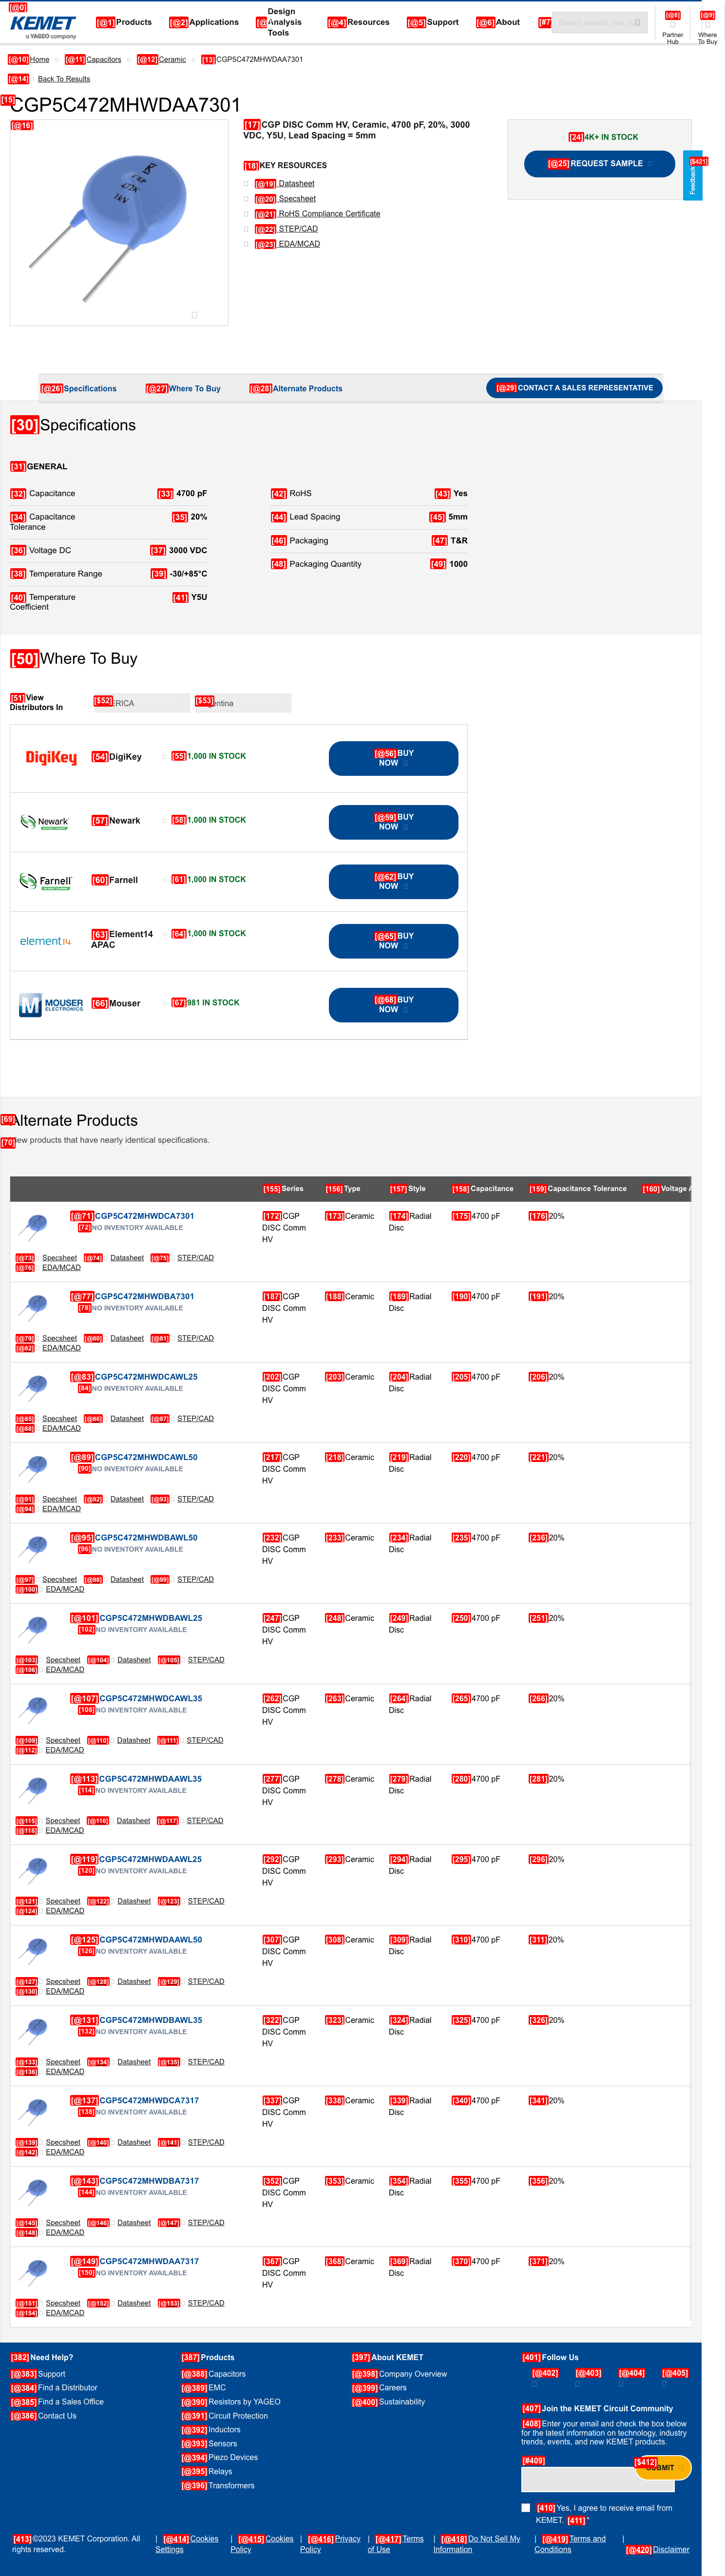 [@0]
KEMET
a YAGEO company
[@1] Products
[@2] Applications
[@3] Design Analysis Tools
[@4] Resources
[@5] Support
[@6] About
[#7]
[@8] Partner Hub
[@9] Where To Buy
[@10] Home [@11] Capacitors [@12] Ceramic [13] CGP5C472MHWDAA7301
[@14] Back To Results
[15] CGP5C472MHWDAA7301
[@16]
[17] CGP DISC Comm HV, Ceramic, 4700 pF, 20%, 3000
VDC, Y5U, Lead Spacing = 5mm
[18] KEY RESOURCES
[@19] Datasheet
[@20] Specsheet
[@21] RoHS Compliance Certificate
[@22] STEP/CAD
[@23] EDA/MCAD
[24] 4K+ IN STOCK
[@25] REQUEST SAMPLE
[$421] Feedback
[@26] Specifications [@27] Where To Buy [@28] Alternate Products
[@29] CONTACT A SALES REPRESENTATIVE
[30] Specifications
[31] GENERAL
[32] Capacitance [33] 4700 pF
[34] Capacitance Tolerance [35] 20%
[36] Voltage DC [37] 3000 VDC
[38] Temperature Range [39] -30/+85°C
[40] Temperature Coefficient [41] Y5U
[42] RoHS [43] Yes
[44] Lead Spacing [45] 5mm
[46] Packaging [47] T&R
[48] Packaging Quantity [49] 1000
[50] Where To Buy
[51] View
Distributors In
[$52] ERICA [$53] entina
DigiKey [54] DigiKey [55] 1,000 IN STOCK [@56] BUY NOW
Newark [57] Newark [58] 1,000 IN STOCK [@59] BUY NOW
Farnell [60] Farnell [61] 1,000 IN STOCK [@62] BUY NOW
element14 [63] Element14 APAC [64] 1,000 IN STOCK [@65] BUY NOW
MOUSER ELECTRONICS [66] Mouser [67] 981 IN STOCK [@68] BUY NOW
[69] Alternate Products
[70] iew products that have nearly identical specifications.
[155] Series [156] Type [157] Style [158] Capacitance [159] Capacitance Tolerance [160] Voltage A
[@71] CGP5C472MHWDCA7301 [172] CGP DISC Comm HV [173] Ceramic [174] Radial Disc [175] 4700 pF [176] 20%
[72] NO INVENTORY AVAILABLE
[@73] Specsheet [@74] Datasheet [@75] STEP/CAD
[@76] EDA/MCAD
[@77] CGP5C472MHWDBA7301 [187] CGP DISC Comm HV [188] Ceramic [189] Radial Disc [190] 4700 pF [191] 20%
[78] NO INVENTORY AVAILABLE
[@79] Specsheet [@80] Datasheet [@81] STEP/CAD
[@82] EDA/MCAD
[@83] CGP5C472MHWDCAWL25 [202] CGP DISC Comm HV [203] Ceramic [204] Radial Disc [205] 4700 pF [206] 20%
[84] NO INVENTORY AVAILABLE
[@85] Specsheet [@86] Datasheet [@87] STEP/CAD
[@88] EDA/MCAD
[@89] CGP5C472MHWDCAWL50 [217] CGP DISC Comm HV [218] Ceramic [219] Radial Disc [220] 4700 pF [221] 20%
[90] NO INVENTORY AVAILABLE
[@91] Specsheet [@92] Datasheet [@93] STEP/CAD
[@94] EDA/MCAD
[@95] CGP5C472MHWDBAWL50 [232] CGP DISC Comm HV [233] Ceramic [234] Radial Disc [235] 4700 pF [236] 20%
[96] NO INVENTORY AVAILABLE
[@97] Specsheet [@98] Datasheet [@99] STEP/CAD
[@100] EDA/MCAD
[@101] CGP5C472MHWDBAWL25 [247] CGP DISC Comm HV [248] Ceramic [249] Radial Disc [250] 4700 pF [251] 20%
[102] NO INVENTORY AVAILABLE
[@103] Specsheet [@104] Datasheet [@105] STEP/CAD
[@106] EDA/MCAD
[@107] CGP5C472MHWDCAWL35 [262] CGP DISC Comm HV [263] Ceramic [264] Radial Disc [265] 4700 pF [266] 20%
[108] NO INVENTORY AVAILABLE
[@109] Specsheet [@110] Datasheet [@111] STEP/CAD
[@112] EDA/MCAD
[@113] CGP5C472MHWDAAWL35 [277] CGP DISC Comm HV [278] Ceramic [279] Radial Disc [280] 4700 pF [281] 20%
[114] NO INVENTORY AVAILABLE
[@115] Specsheet [@116] Datasheet [@117] STEP/CAD
[@118] EDA/MCAD
[@119] CGP5C472MHWDAAWL25 [292] CGP DISC Comm HV [293] Ceramic [294] Radial Disc [295] 4700 pF [296] 20%
[120] NO INVENTORY AVAILABLE
[@121] Specsheet [@122] Datasheet [@123] STEP/CAD
[@124] EDA/MCAD
[@125] CGP5C472MHWDAAWL50 [307] CGP DISC Comm HV [308] Ceramic [309] Radial Disc [310] 4700 pF [311] 20%
[126] NO INVENTORY AVAILABLE
[@127] Specsheet [@128] Datasheet [@129] STEP/CAD
[@130] EDA/MCAD
[@131] CGP5C472MHWDBAWL35 [322] CGP DISC Comm HV [323] Ceramic [324] Radial Disc [325] 4700 pF [326] 20%
[132] NO INVENTORY AVAILABLE
[@133] Specsheet [@134] Datasheet [@135] STEP/CAD
[@136] EDA/MCAD
[@137] CGP5C472MHWDCA7317 [337] CGP DISC Comm HV [338] Ceramic [339] Radial Disc [340] 4700 pF [341] 20%
[138] NO INVENTORY AVAILABLE
[@139] Specsheet [@140] Datasheet [@141] STEP/CAD
[@142] EDA/MCAD
[@143] CGP5C472MHWDBA7317 [352] CGP DISC Comm HV [353] Ceramic [354] Radial Disc [355] 4700 pF [356] 20%
[144] NO INVENTORY AVAILABLE
[@145] Specsheet [@146] Datasheet [@147] STEP/CAD
[@148] EDA/MCAD
[@149] CGP5C472MHWDAA7317 [367] CGP DISC Comm HV [368] Ceramic [369] Radial Disc [370] 4700 pF [371] 20%
[150] NO INVENTORY AVAILABLE
[@151] Specsheet [@152] Datasheet [@153] STEP/CAD
[@154] EDA/MCAD
[382] Need Help?
[@383] Support
[@384] Find a Distributor
[@385] Find a Sales Office
[@386] Contact Us
[387] Products
[@388] Capacitors
[@389] EMC
[@390] Resistors by YAGEO
[@391] Circuit Protection
[@392] Inductors
[@393] Sensors
[@394] Piezo Devices
[@395] Relays
[@396] Transformers
[397] About KEMET
[@398] Company Overview
[@399] Careers
[@400] Sustainability
[401] Follow Us
[@402] [@403] [@404] [@405]
[407] Join the KEMET Circuit Community
[408] Enter your email and check the box below
for the latest information on technology, industry
trends, events, and new KEMET products.
[#409] [$412] SUBMIT
[410] Yes, I agree to receive email from
KEMET. [411] *
[413] ©2023 KEMET Corporation. All rights reserved.
| [@414] Cookies Settings
| [@415] Cookies Policy
| [@416] Privacy Policy
| [@417] Terms of Use
| [@418] Do Not Sell My Information
| [@419] Terms and Conditions
| [@420] Disclaimer